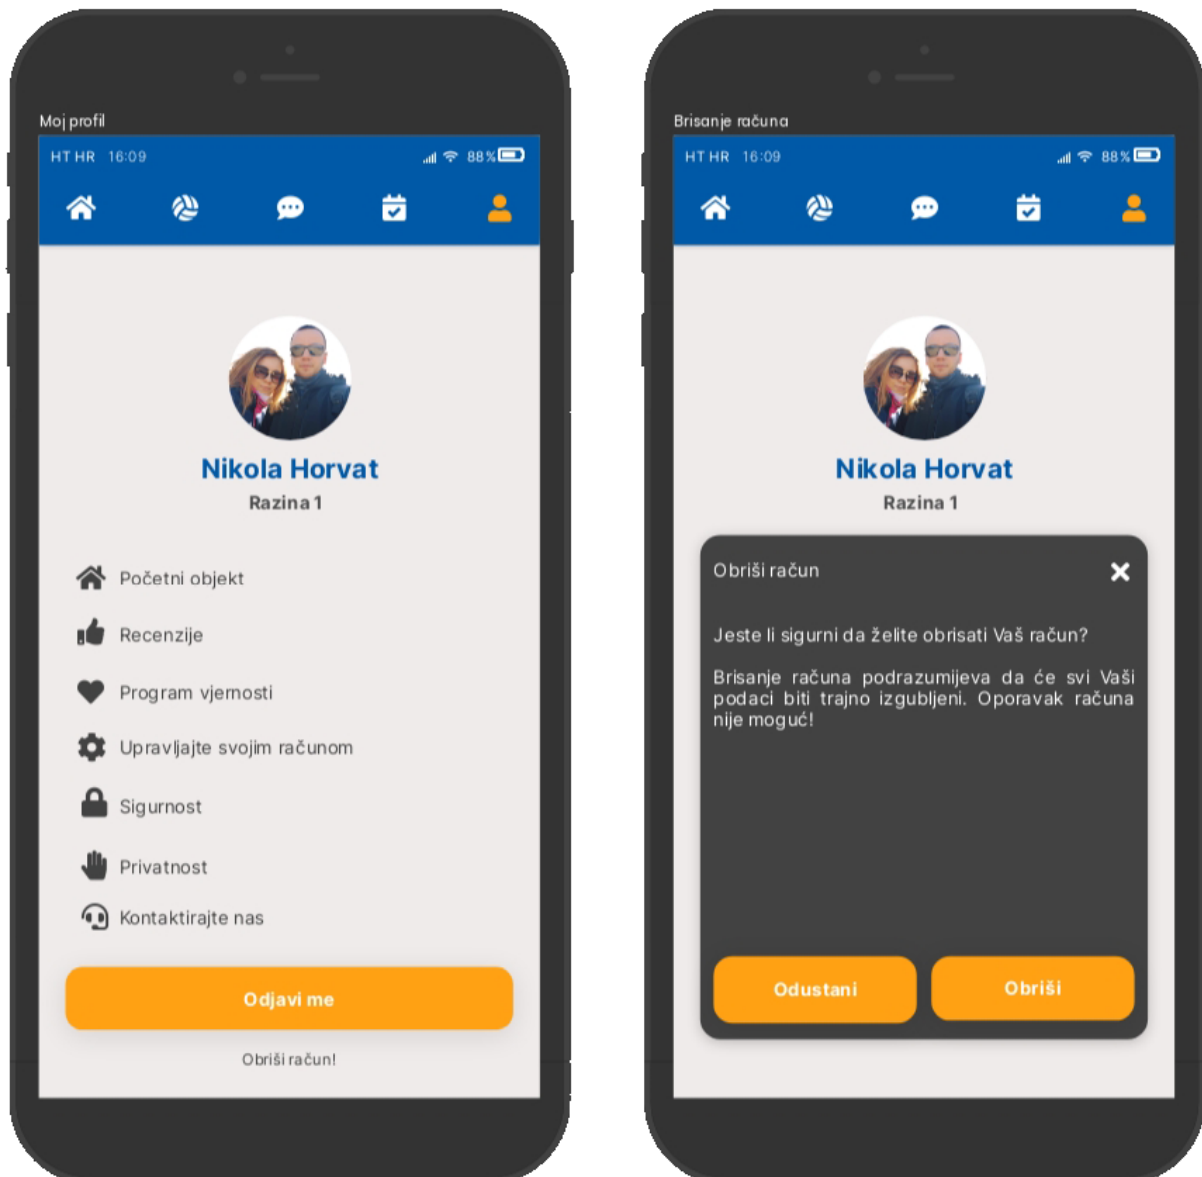 Moj profil
HT HR 16:09 88%
Nikola Horvat
Razina 1
Početni objekt
Recenzije
Program vjernosti
Upravljajte svojim računom
Sigurnost
Privatnost
Kontaktirajte nas
Odjavi me
Obriši račun!
Brisanje računa
HT HR 16:09 88%
Nikola Horvat
Razina 1
Obriši račun
Jeste li sigurni da želite obrisati Vaš račun?
Brisanje računa podrazumijeva da će svi Vaši
podaci biti trajno izgubljeni. Oporavak računa
nije moguć!
Odustani
Obriši